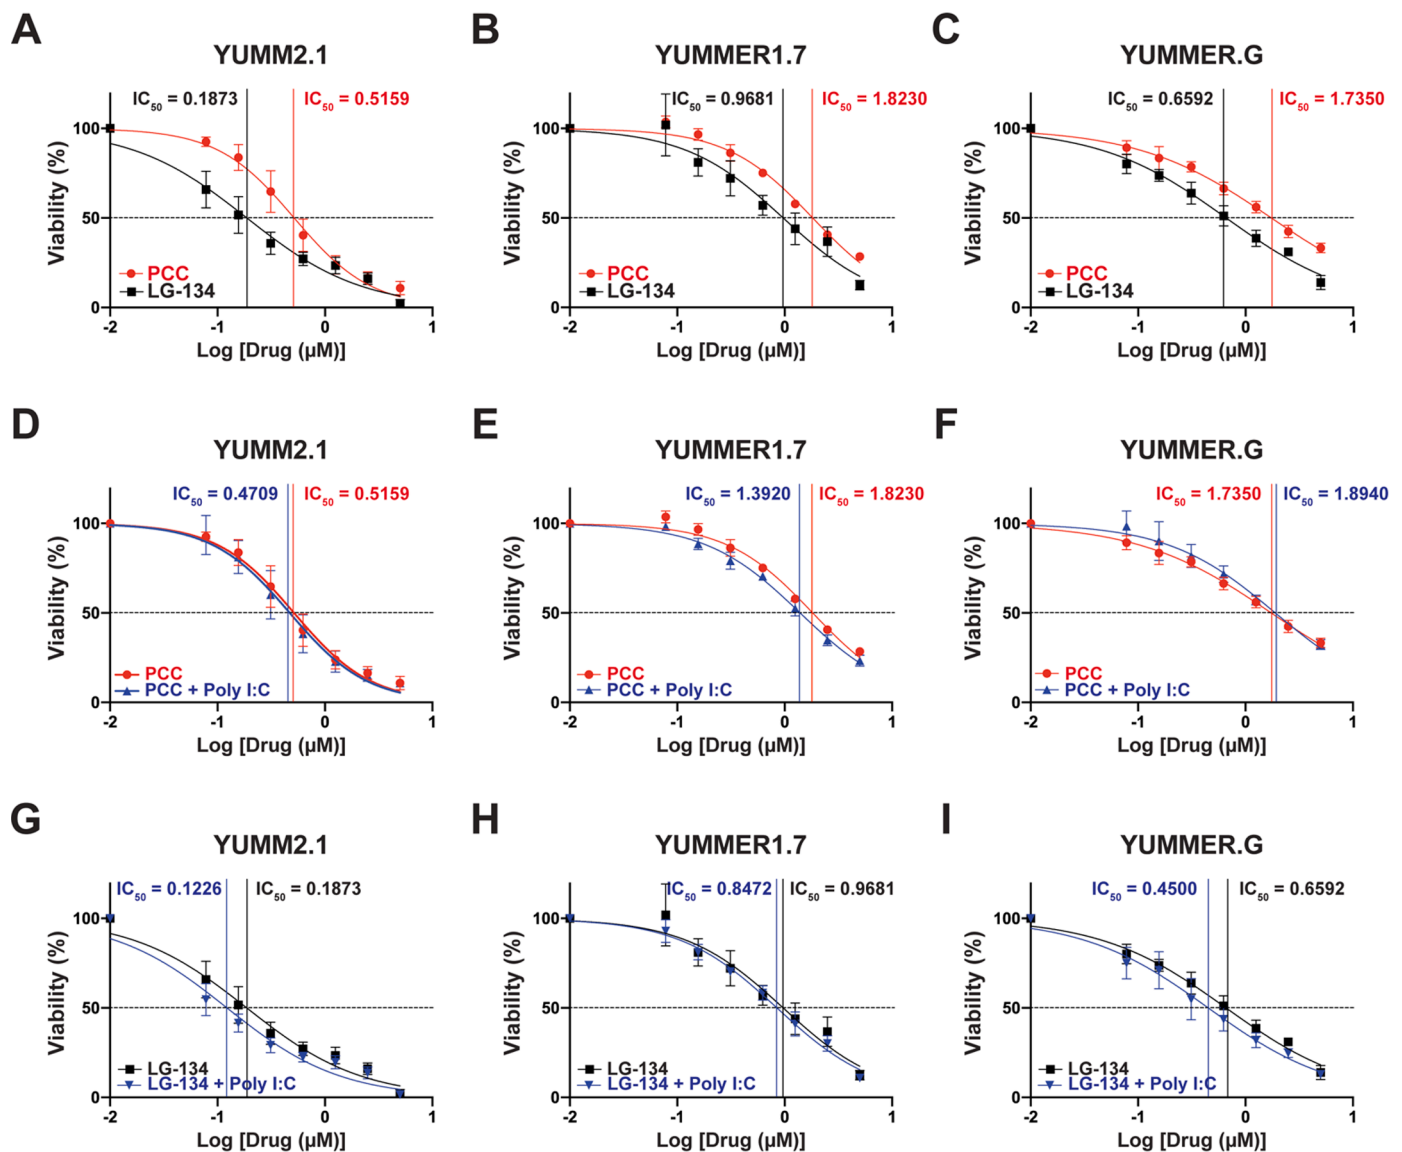 A
YUMM2.1
IC50 = 0.1873
IC50 = 0.5159
100
50
0
Viability (%)
PCC
LG-134
-2 -1 0 1
Log [Drug (µM)]
B
YUMMER1.7
IC50 = 0.9681
IC50 = 1.8230
100
50
0
Viability (%)
PCC
LG-134
-2 -1 0 1
Log [Drug (µM)]
C
YUMMER.G
IC50 = 0.6592
IC50 = 1.7350
100
50
0
Viability (%)
PCC
LG-134
-2 -1 0 1
Log [Drug (µM)]
D
YUMM2.1
IC50 = 0.4709
IC50 = 0.5159
100
50
0
Viability (%)
PCC
PCC + Poly I:C
-2 -1 0 1
Log [Drug (µM)]
E
YUMMER1.7
IC50 = 1.3920
IC50 = 1.8230
100
50
0
Viability (%)
PCC
PCC + Poly I:C
-2 -1 0 1
Log [Drug (µM)]
F
YUMMER.G
IC50 = 1.7350
IC50 = 1.8940
100
50
0
Viability (%)
PCC
PCC + Poly I:C
-2 -1 0 1
Log [Drug (µM)]
G
YUMM2.1
IC50 = 0.1226
IC50 = 0.1873
100
50
0
Viability (%)
LG-134
LG-134 + Poly I:C
-2 -1 0 1
Log [Drug (µM)]
H
YUMMER1.7
IC50 = 0.8472
IC50 = 0.9681
100
50
0
Viability (%)
LG-134
LG-134 + Poly I:C
-2 -1 0 1
Log [Drug (µM)]
I
YUMMER.G
IC50 = 0.4500
IC50 = 0.6592
100
50
0
Viability (%)
LG-134
LG-134 + Poly I:C
-2 -1 0 1
Log [Drug (µM)]